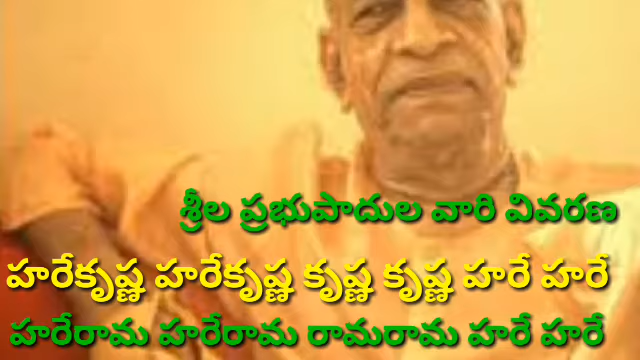 శ్రీల ప్రభుపాదుల వారి వివరణ
హరేకృష్ణ హరేకృష్ణ కృష్ణ కృష్ణ హరే హరే
హరేరామ హరేరామ రామరామ హరే హరే